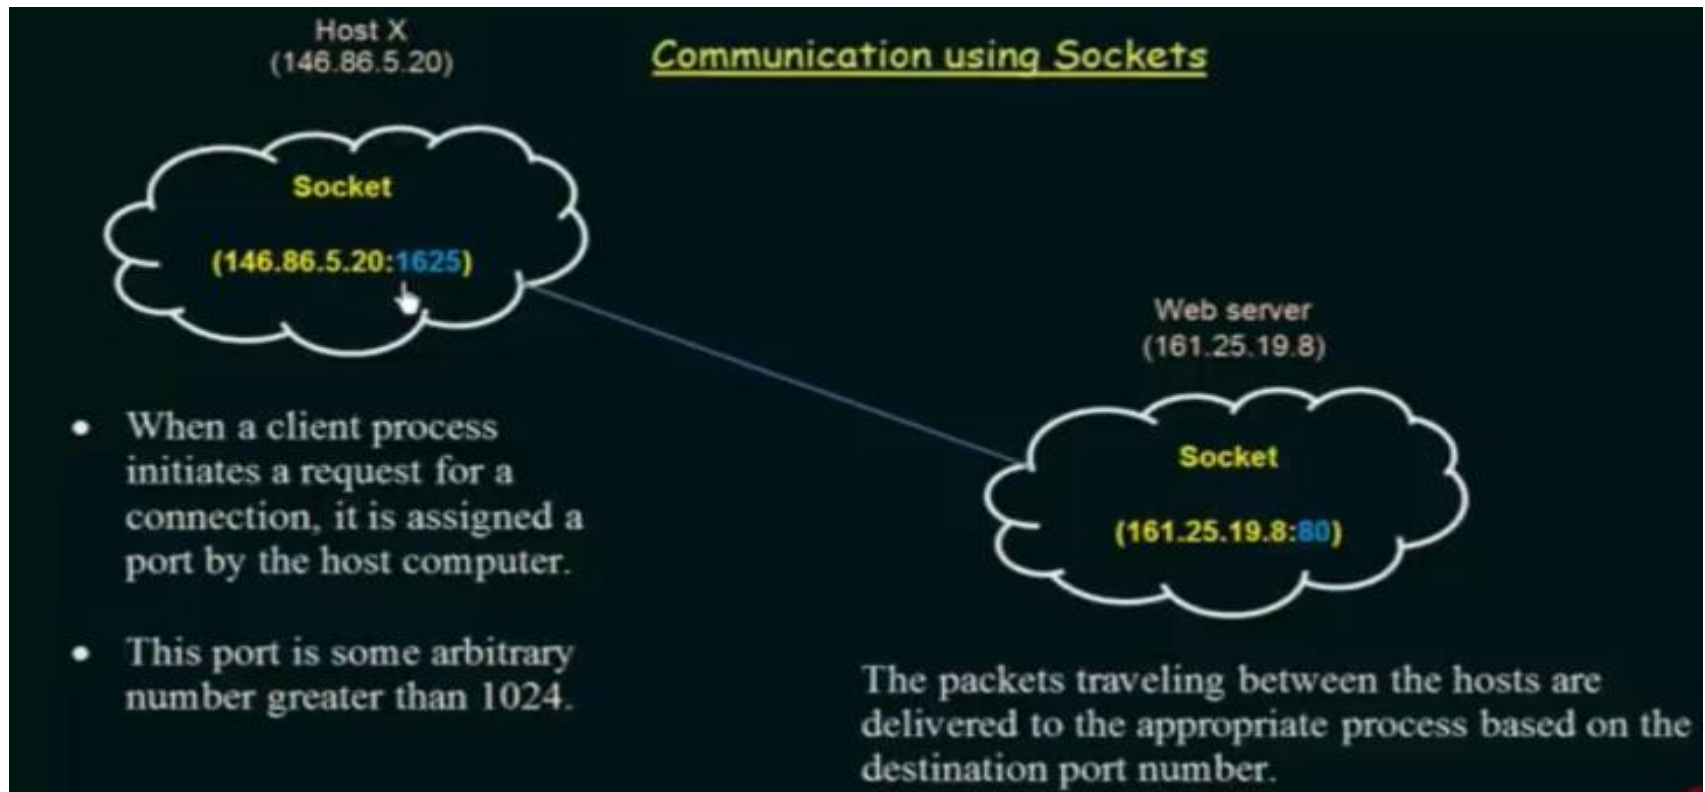 Host X
(146.86.5.20)
Communication using Sockets
Socket
(146.86.5.20:1625)
Web server
(161.25.19.8)
Socket
(161.25.19.8:80)
• When a client process
initiates a request for a
connection, it is assigned a
port by the host computer.
• This port is some arbitrary
number greater than 1024.
The packets traveling between the hosts are
delivered to the appropriate process based on the
destination port number.